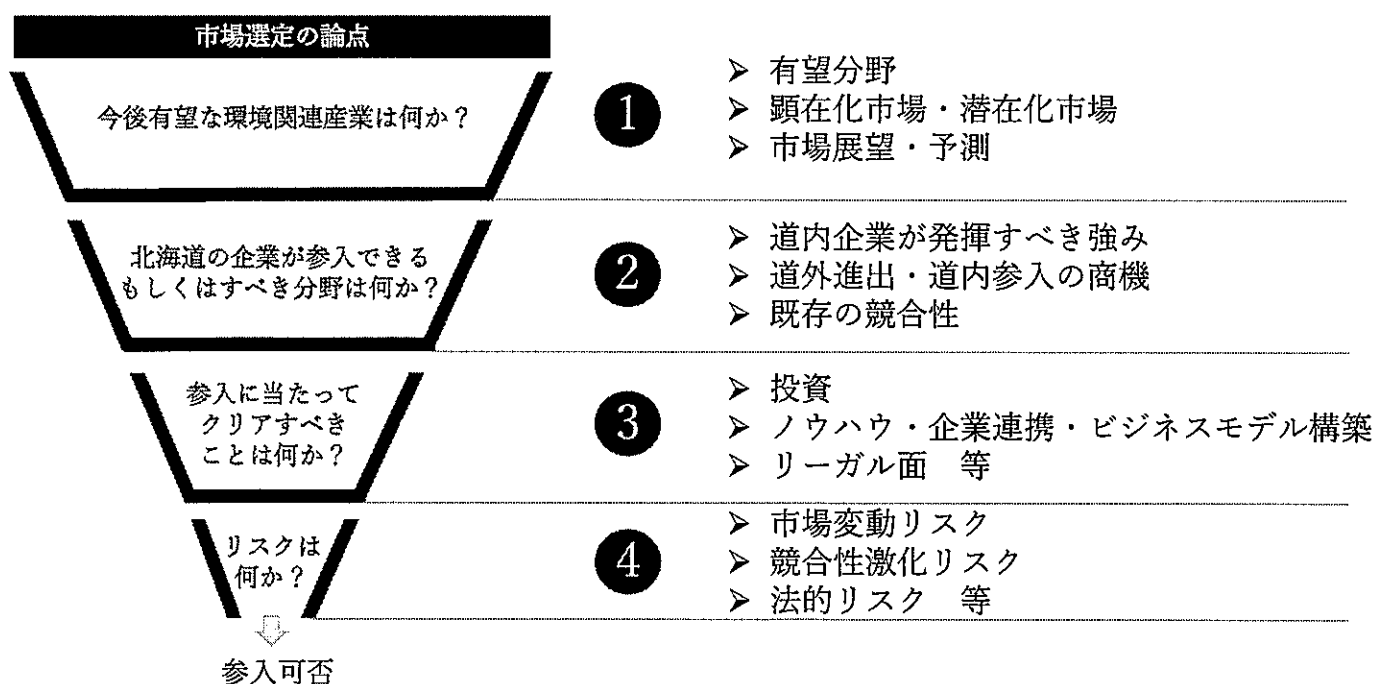 市場選定の論点
今後有望な環境関連産業は何か？
1
➢ 有望分野
➢ 顕在化市場・潜在化市場
➢ 市場展望・予測
北海道の企業が参入できる
もしくはすべき分野は何か？
2
➢ 道内企業が発揮すべき強み
➢ 道外進出・道内参入の商機
➢ 既存の競合性
参入に当たって
クリアすべき
ことは何か？
3
➢ 投資
➢ ノウハウ・企業連携・ビジネスモデル構築
➢ リーガル面　等
リスクは
何か？
4
➢ 市場変動リスク
➢ 競合性激化リスク
➢ 法的リスク　等
参入可否